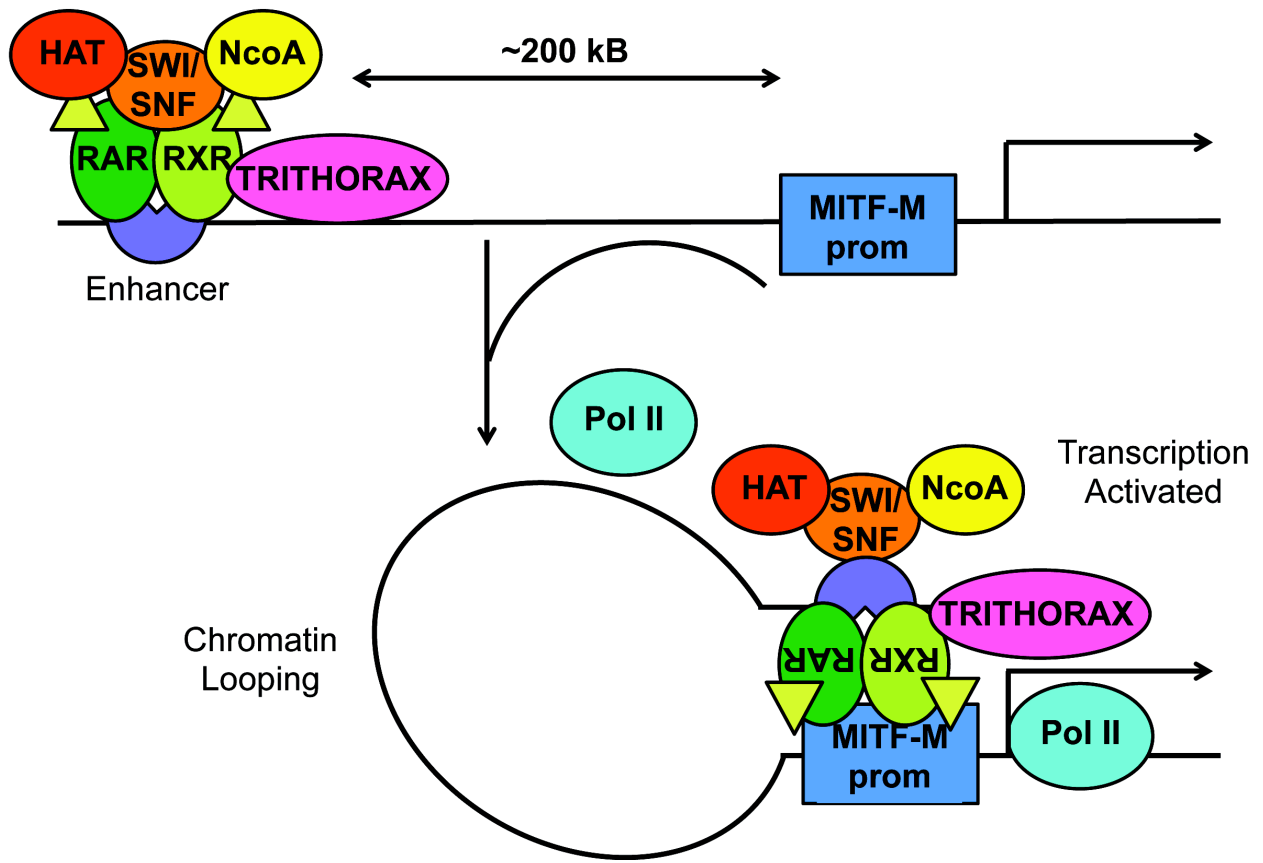 HAT
SWI/
SNF
NcoA
~200 kB
RAR
RXR
TRITHORAX
MITF-M
prom
Enhancer
Pol II
HAT
SWI/
SNF
NcoA
Transcription
Activated
TRITHORAX
Chromatin
Looping
RAR
RXR
MITF-M
prom
Pol II